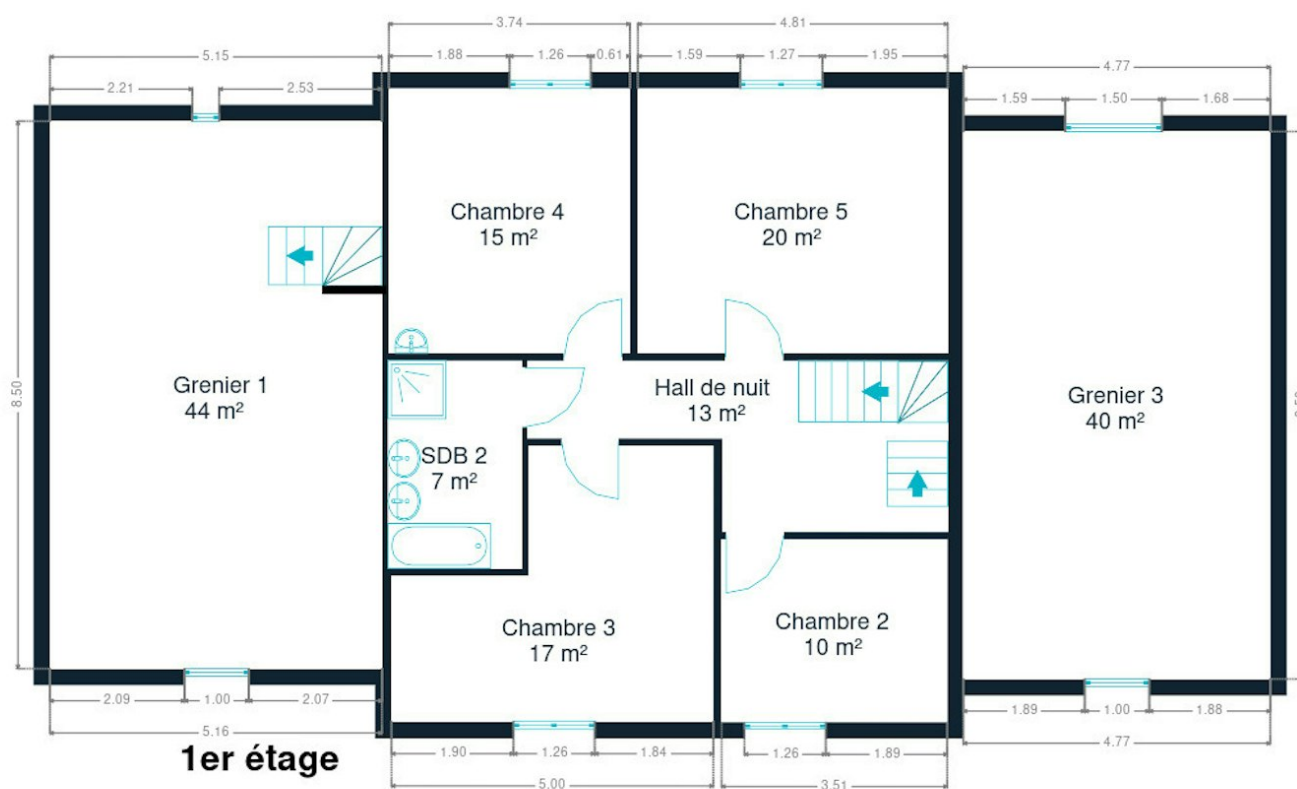 3.74
4.81
1.88
1.26
0.61
1.59
1.27
1.95
5.15
4.77
2.21
2.53
1.59
1.50
1.68
Chambre 4
15 m²
Chambre 5
20 m²
8.50
Grenier 1
44 m²
Hall de nuit
13 m²
Grenier 3
40 m²
SDB 2
7 m²
Chambre 3
17 m²
Chambre 2
10 m²
2.09
1.00
2.07
1.89
1.00
1.88
5.16
4.77
1er étage
1.90
1.26
1.84
1.26
1.89
5.00
3.51